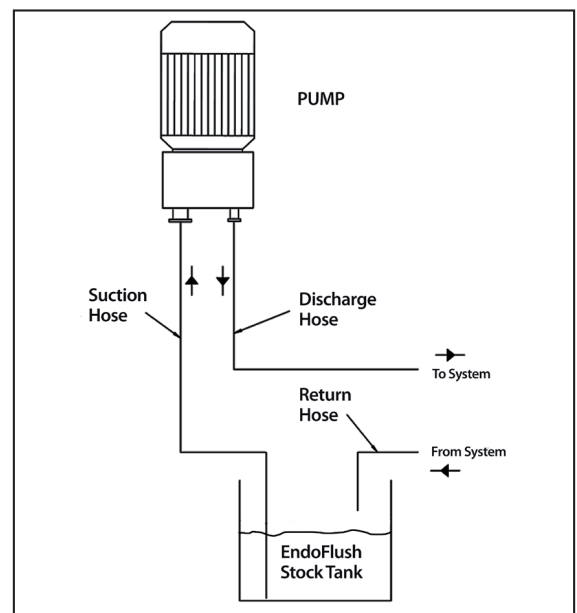 PUMP
Suction
Hose
Discharge
Hose
To System
Return
Hose
From System
EndoFlush
Stock Tank